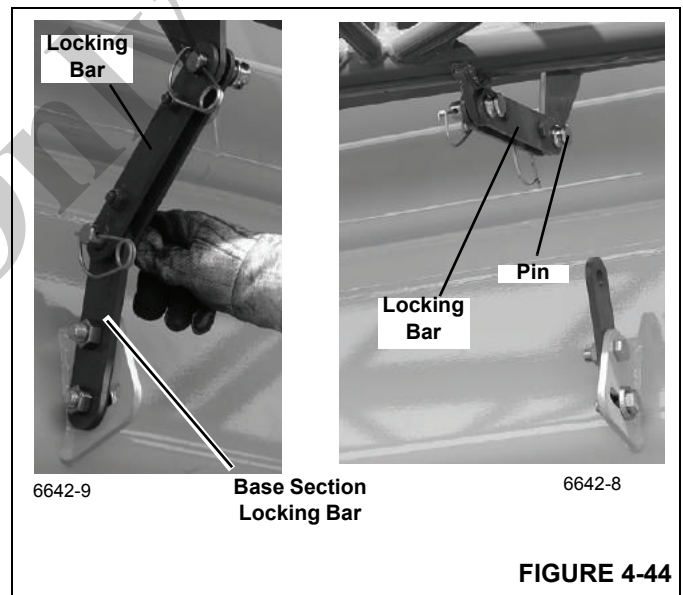 Locking
Bar
Pin
Locking
Bar
6642-9
Base Section
Locking Bar
6642-8
FIGURE 4-44